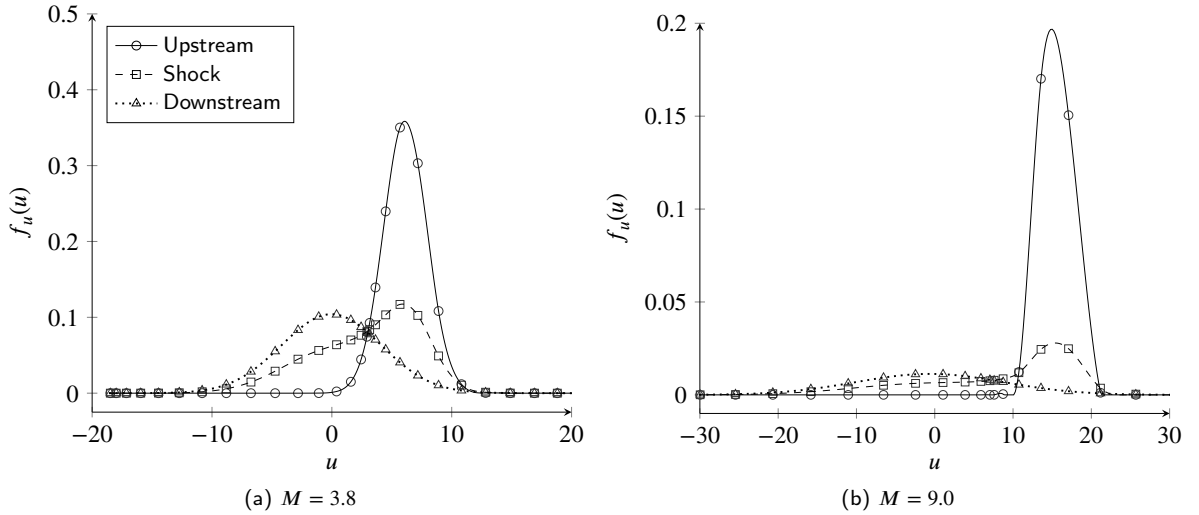 0.5
0.4
0.3
0.2
0.1
0
f_u(u)
Upstream
Shock
Downstream
−20 −10 0 10 20
u
(a) M = 3.8
0.2
0.15
0.1
0.05
0
f_u(u)
−30 −20 −10 0 10 20 30
u
(b) M = 9.0